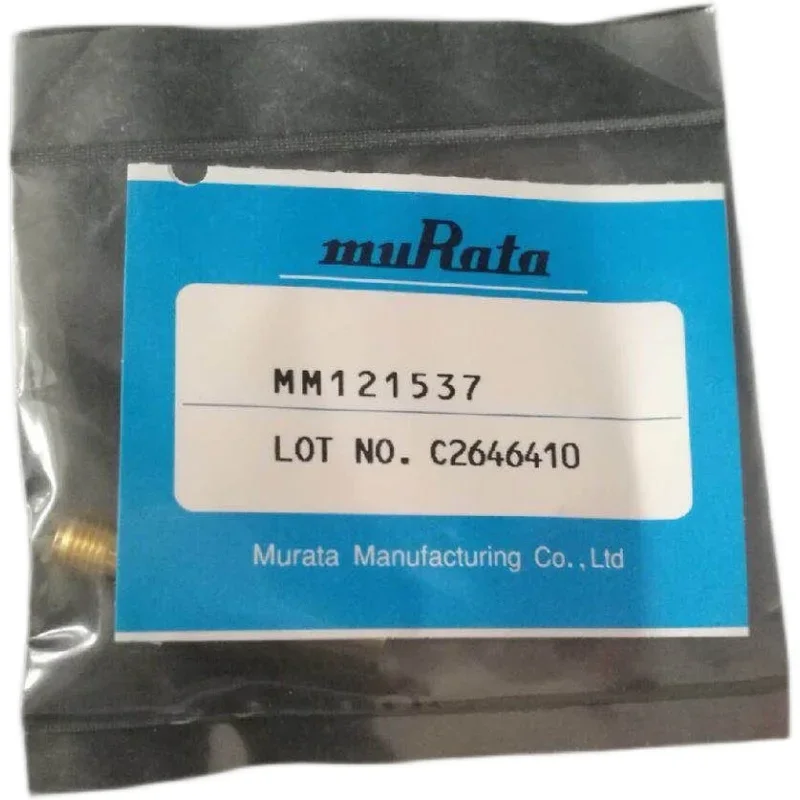 muRata
MM121537
LOT NO. C2646410
Murata Manufacturing Co.,Ltd